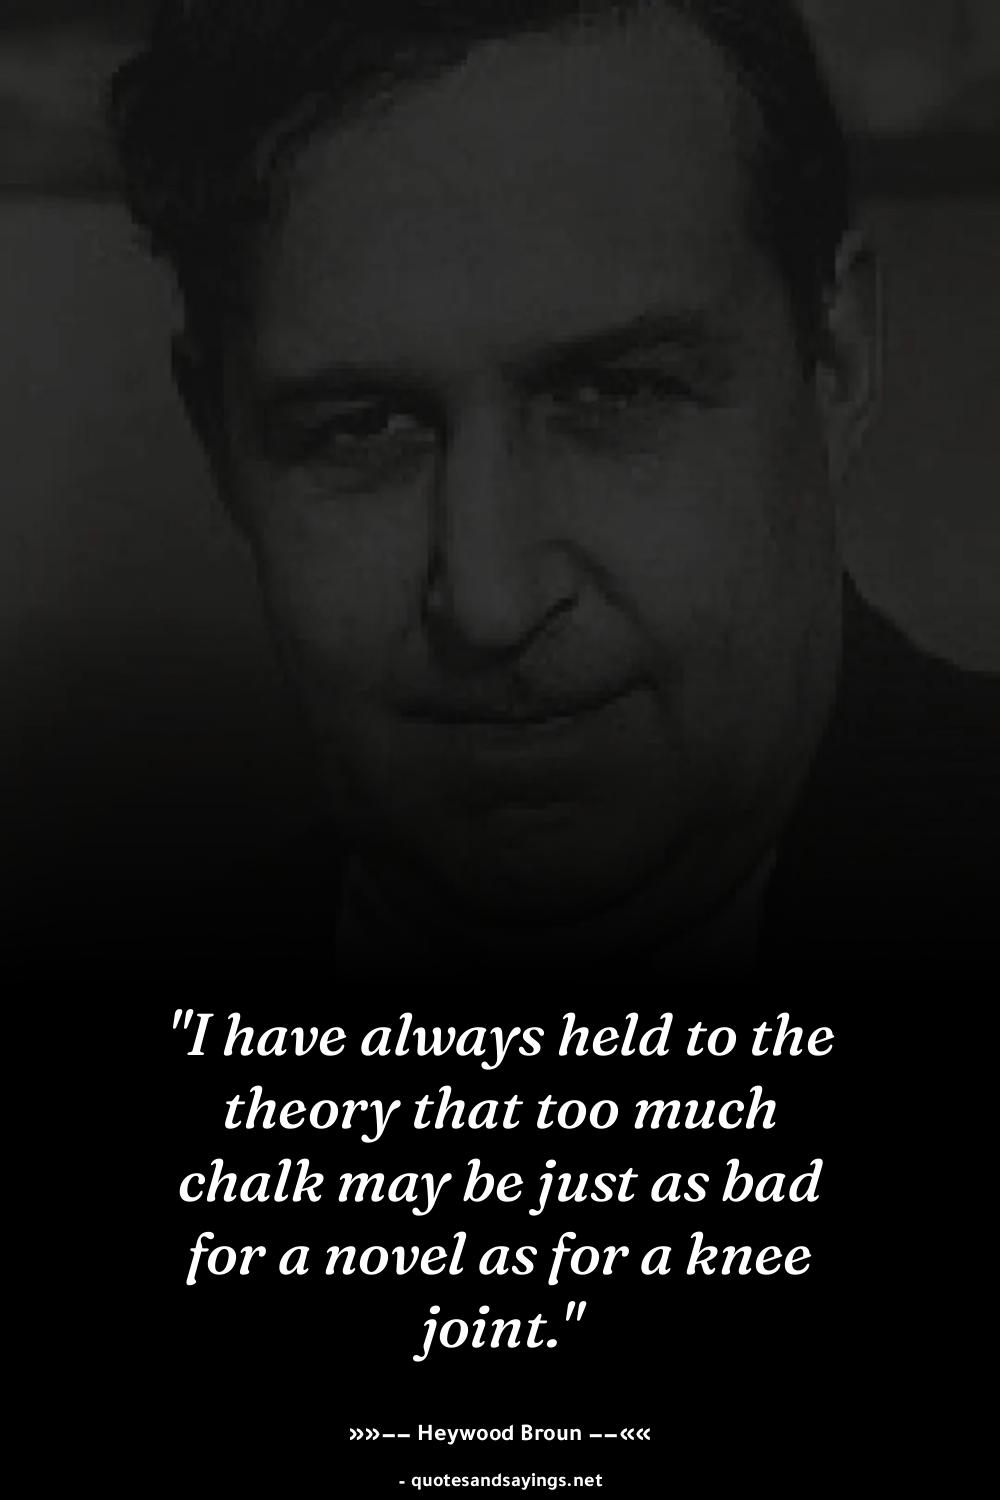 "I have always held to the
theory that too much
chalk may be just as bad
for a novel as for a knee
joint."
»»−− Heywood Broun −−««
- quotesandsayings.net